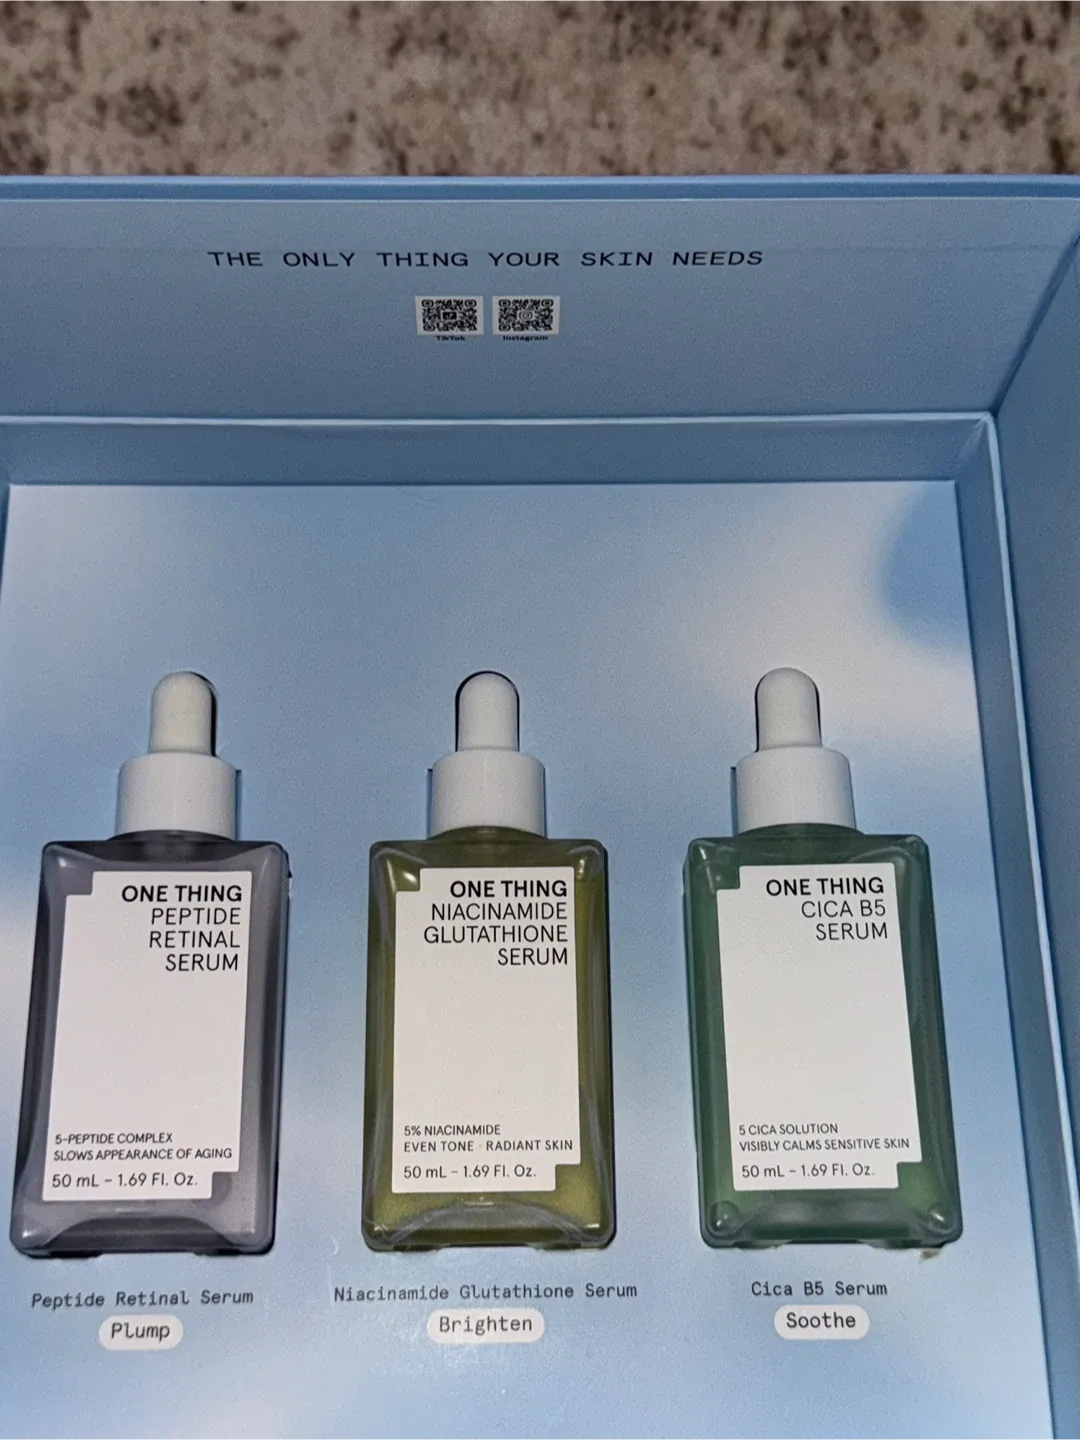 THE ONLY THING YOUR SKIN NEEDS
TikTok
Instagram
ONE THING
PEPTIDE
RETINAL
SERUM
5-PEPTIDE COMPLEX
SLOWS APPEARANCE OF AGING
50 mL – 1.69 Fl. Oz.
ONE THING
NIACINAMIDE
GLUTATHIONE
SERUM
5% NIACINAMIDE
EVEN TONE · RADIANT SKIN
50 mL – 1.69 Fl. Oz.
ONE THING
CICA B5
SERUM
5 CICA SOLUTION
VISIBLY CALMS SENSITIVE SKIN
50 mL – 1.69 Fl. Oz.
Peptide Retinal Serum
Plump
Niacinamide Glutathione Serum
Brighten
Cica B5 Serum
Soothe